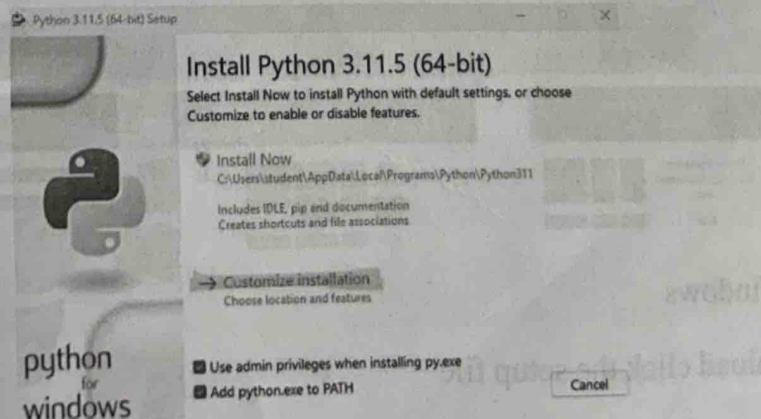 Python 3.11.5 (64-bit) Setup
Install Python 3.11.5 (64-bit)
Select Install Now to install Python with default settings, or choose
Customize to enable or disable features.
Install Now
C:\Users\student\AppData\Local\Programs\Python\Python311
Includes IDLE, pip and documentation
Creates shortcuts and file associations
→ Customize installation
Choose location and features
python
for
windows
Use admin privileges when installing py.exe
Add python.exe to PATH
Cancel